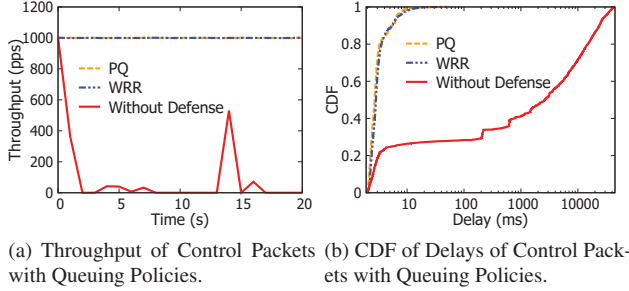 1200
1000
800
600
400
200
0
Throughput (pps)
PQ
WRR
Without Defense
0 5 10 15 20
Time (s)
1
0.8
0.6
0.4
0.2
0
CDF
PQ
WRR
Without Defense
10 100 1000 10000
Delay (ms)
(a) Throughput of Control Packets
with Queuing Policies.
(b) CDF of Delays of Control Pack-
ets with Queuing Policies.